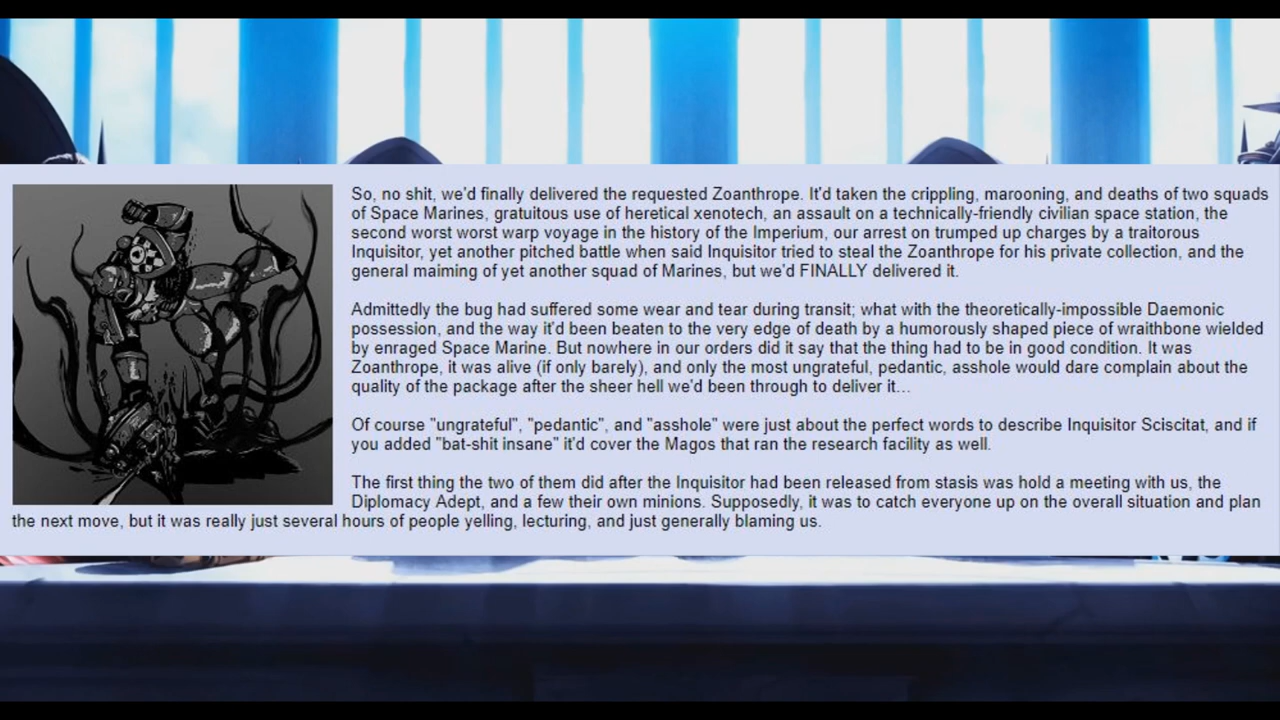 So, no shit, we'd finally delivered the requested Zoanthrope. It'd taken the crippling, marooning, and deaths of two squads
of Space Marines, gratuitous use of heretical xenotech, an assault on a technically-friendly civilian space station, the
second worst worst warp voyage in the history of the Imperium, our arrest on trumped up charges by a traitorous
Inquisitor, yet another pitched battle when said Inquisitor tried to steal the Zoanthrope for his private collection, and the
general maiming of yet another squad of Marines, but we'd FINALLY delivered it.
Admittedly the bug had suffered some wear and tear during transit; what with the theoretically-impossible Daemonic
possession, and the way it'd been beaten to the very edge of death by a humorously shaped piece of wraithbone wielded
by enraged Space Marine. But nowhere in our orders did it say that the thing had to be in good condition. It was
Zoanthrope, it was alive (if only barely), and only the most ungrateful, pedantic, asshole would dare complain about the
quality of the package after the sheer hell we'd been through to deliver it...
Of course "ungrateful", "pedantic", and "asshole" were just about the perfect words to describe Inquisitor Sciscitat, and if
you added "bat-shit insane" it'd cover the Magos that ran the research facility as well.
The first thing the two of them did after the Inquisitor had been released from stasis was hold a meeting with us, the
Diplomacy Adept, and a few their own minions. Supposedly, it was to catch everyone up on the overall situation and plan
the next move, but it was really just several hours of people yelling, lecturing, and just generally blaming us.